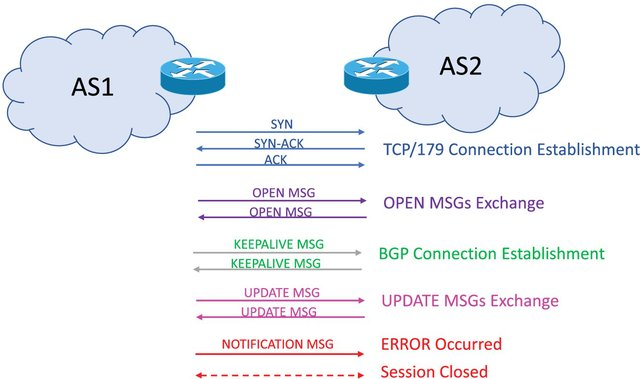 AS1
AS2
SYN
SYN-ACK
ACK
TCP/179 Connection Establishment
OPEN MSG
OPEN MSG
OPEN MSGs Exchange
KEEPALIVE MSG
KEEPALIVE MSG
BGP Connection Establishment
UPDATE MSG
UPDATE MSG
UPDATE MSGs Exchange
NOTIFICATION MSG
ERROR Occurred
Session Closed